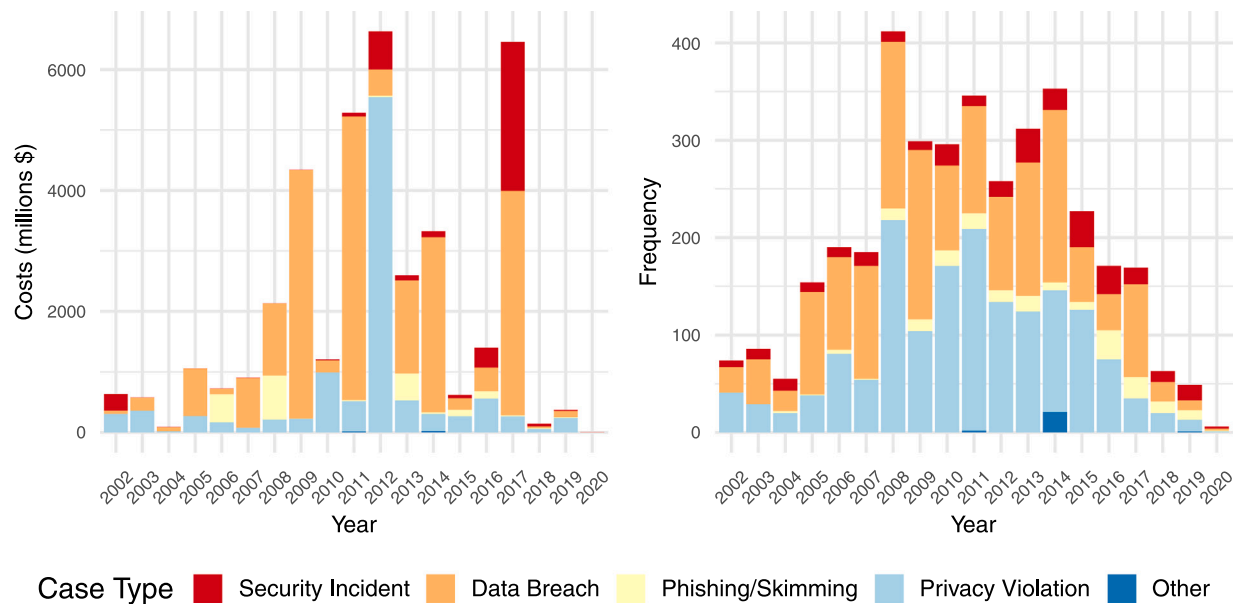 6000
4000
2000
0
Costs (millions $)
2002 2003 2004 2005 2006 2007 2008 2009 2010 2011 2012 2013 2014 2015 2016 2017 2018 2019 2020
Year
400
300
200
100
0
Frequency
2002 2003 2004 2005 2006 2007 2008 2009 2010 2011 2012 2013 2014 2015 2016 2017 2018 2019 2020
Year
Case Type Security Incident Data Breach Phishing/Skimming Privacy Violation Other